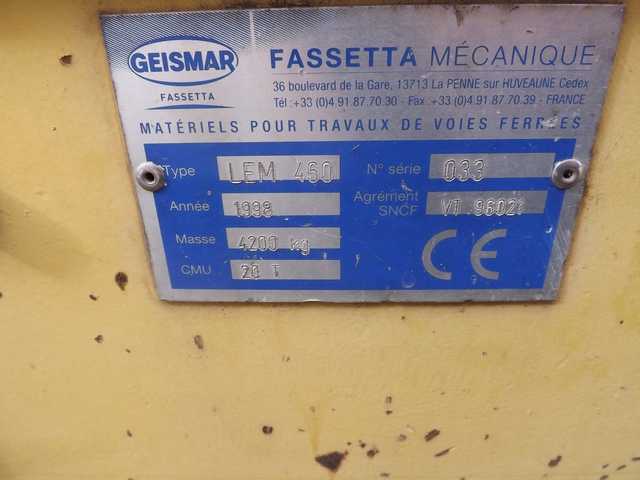 GEISMAR
FASSETTA
FASSETTA MÉCANIQUE
36 boulevard de la Gare, 13713 La PENNE sur HUVEAUNE Cedex
Tél :+33 (0)4.91.87.70.30 - Fax :+33 (0)4.91.87.70.39 - FRANCE
MATÉRIELS POUR TRAVAUX DE VOIES FERRÉES
Type LEM 460 N° série 033
Année 1998 Agrément SNCF VT 96021
Masse 4200 kg
CMU 20 T
CE